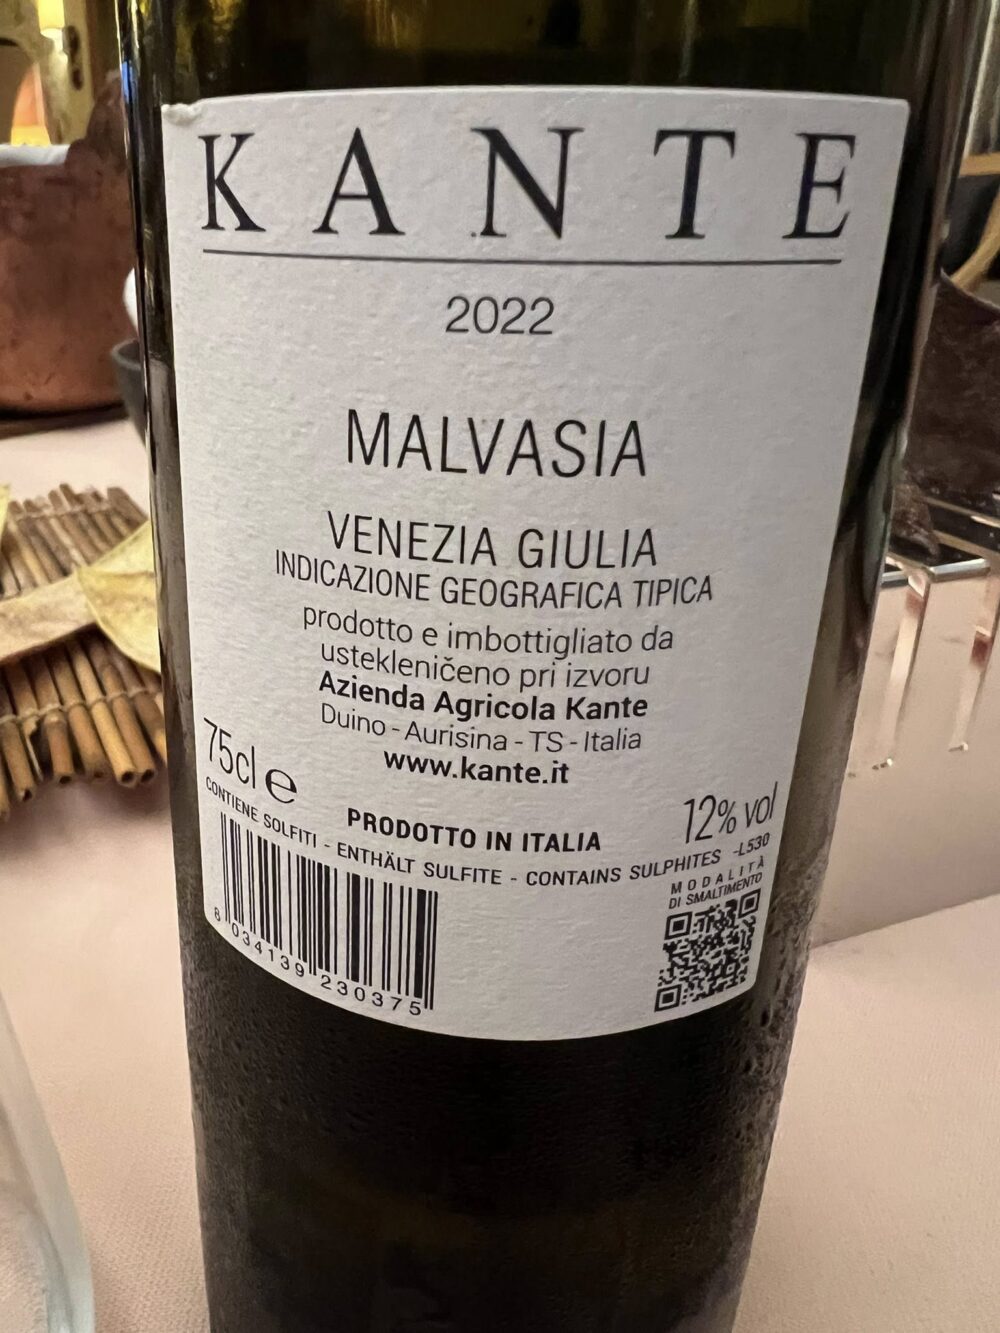 KANTE
2022
MALVASIA
VENEZIA GIULIA
INDICAZIONE GEOGRAFICA TIPICA
prodotto e imbottigliato da
ustekleničeno pri izvoru
Azienda Agricola Kante
Duino - Aurisina - TS - Italia
www.kante.it
75cl e
PRODOTTO IN ITALIA
12% vol
CONTIENE SOLFITI - ENTHÄLT SULFITE - CONTAINS SULPHITES -L530
MODALITÀ
DI SMALTIMENTO
8 034139 230375